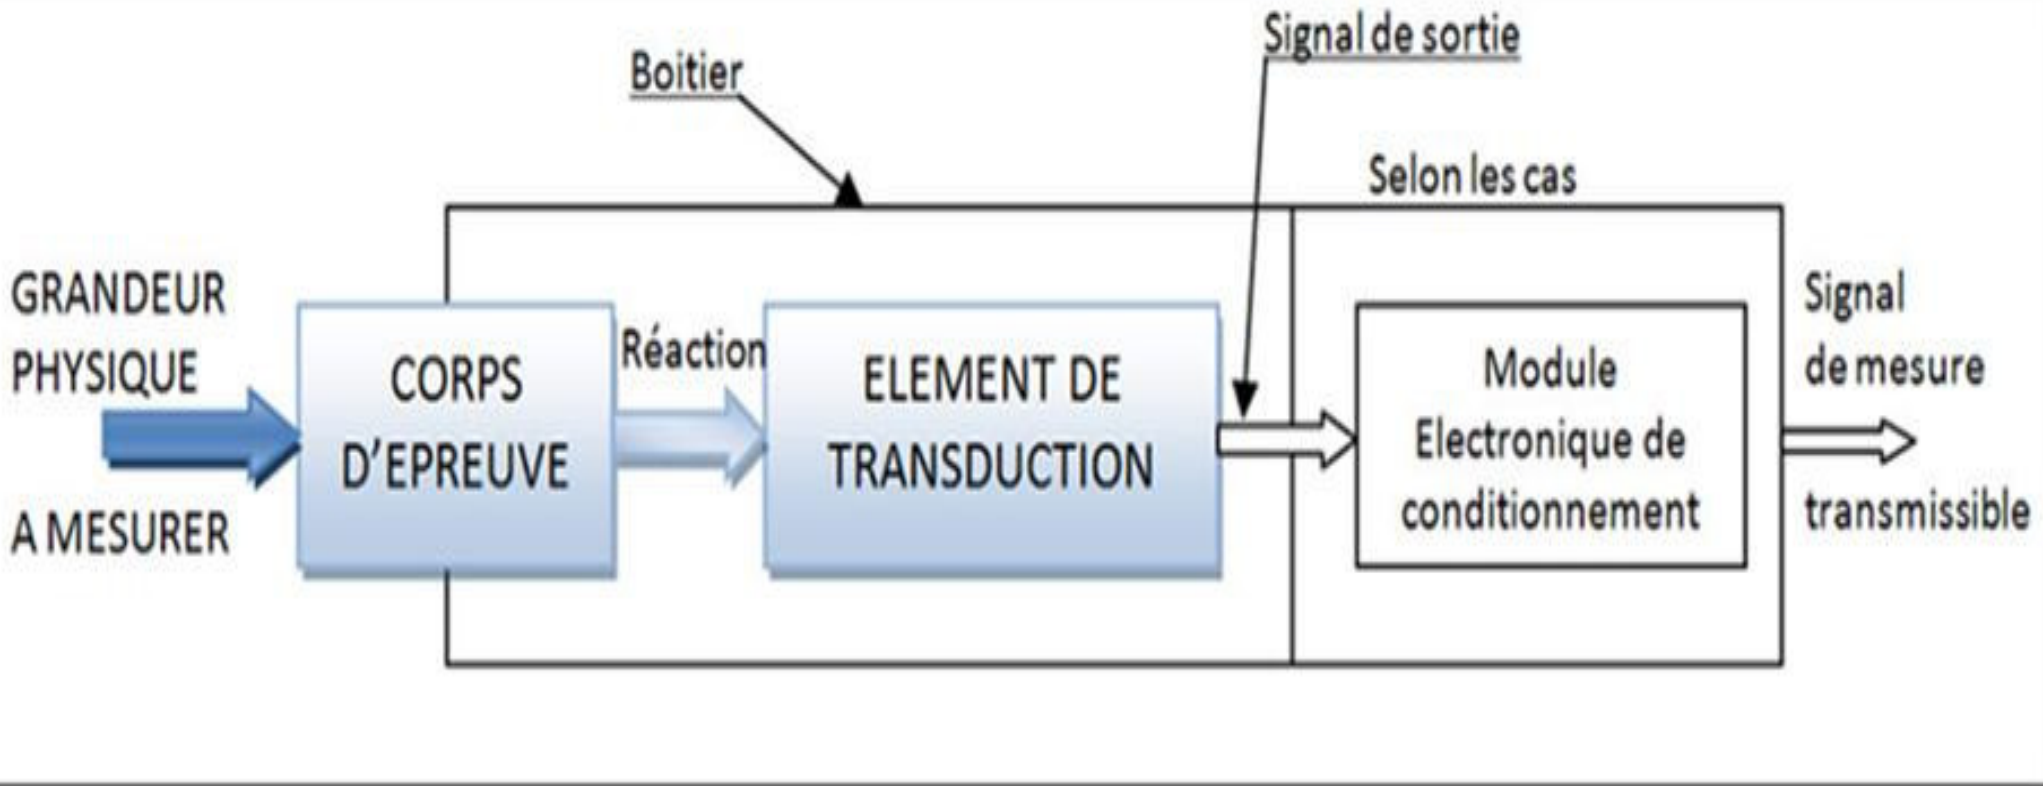 Signal de sortie
Boitier
Selon les cas
GRANDEUR
PHYSIQUE
A MESURER
CORPS
D'EPREUVE
Réaction
ELEMENT DE
TRANSDUCTION
Module
Electronique de
conditionnement
Signal
de mesure
transmissible